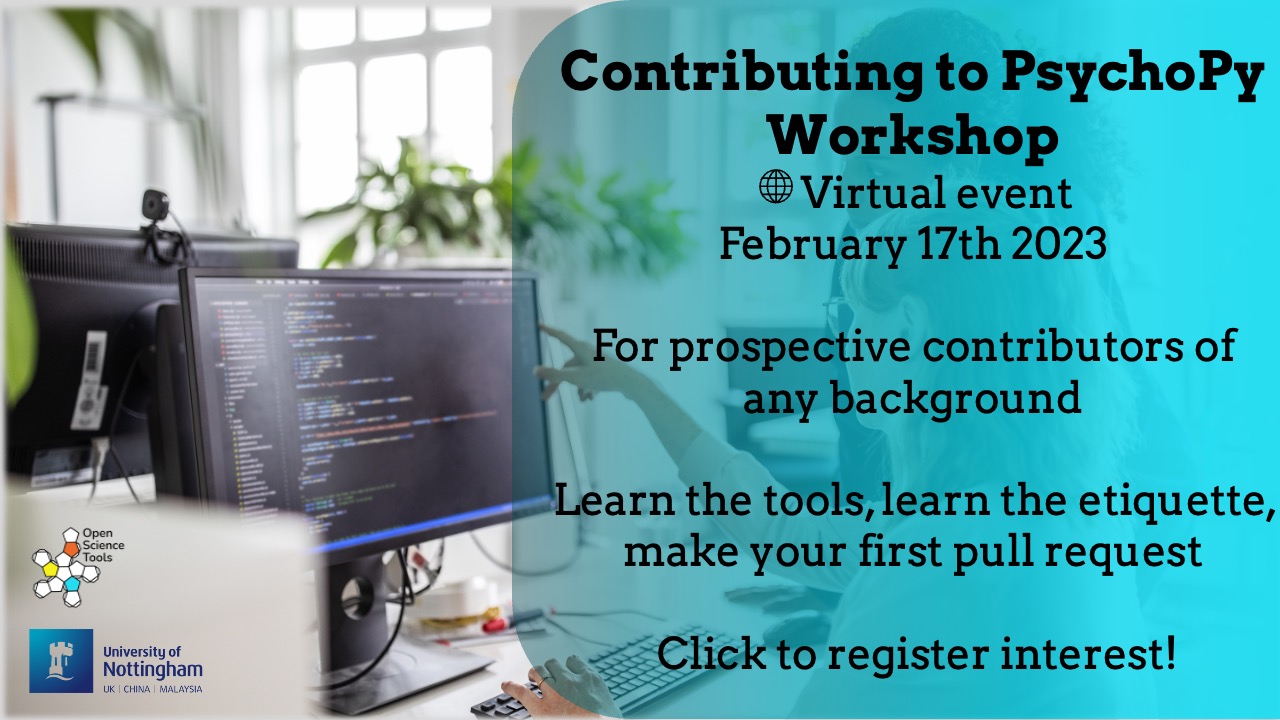 Contributing to PsychoPy
Workshop
Virtual event
February 17th 2023
For prospective contributors of
any background
Learn the tools, learn the etiquette,
make your first pull request
Click to register interest!
Open
Science
Tools
University of
Nottingham
UK | CHINA | MALAYSIA